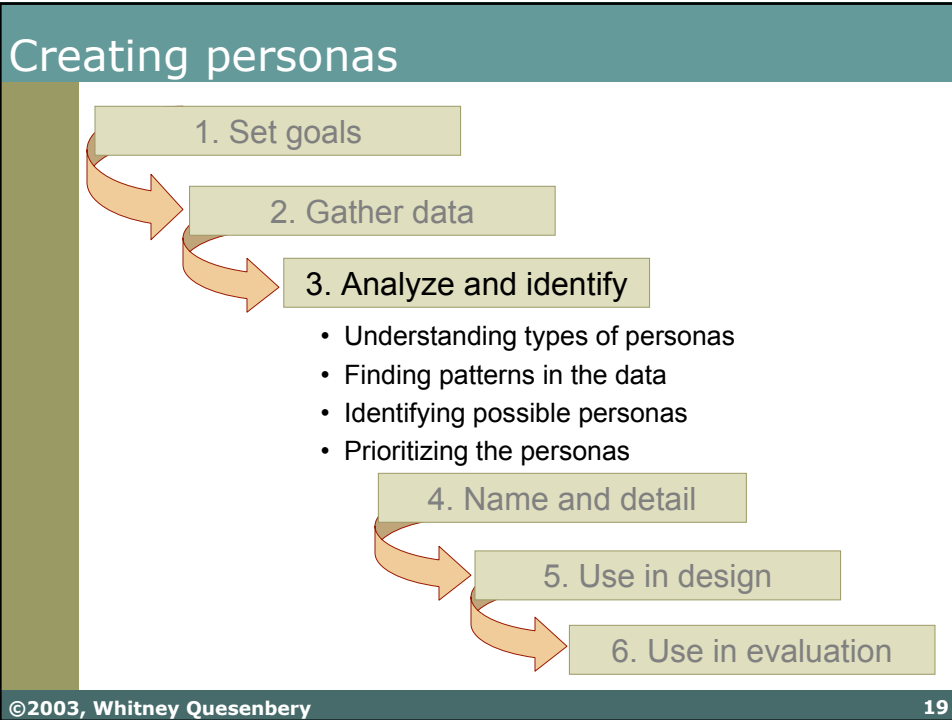 Creating personas
1. Set goals
2. Gather data
3. Analyze and identify
• Understanding types of personas
• Finding patterns in the data
• Identifying possible personas
• Prioritizing the personas
4. Name and detail
5. Use in design
6. Use in evaluation
©2003, Whitney Quesenbery
19